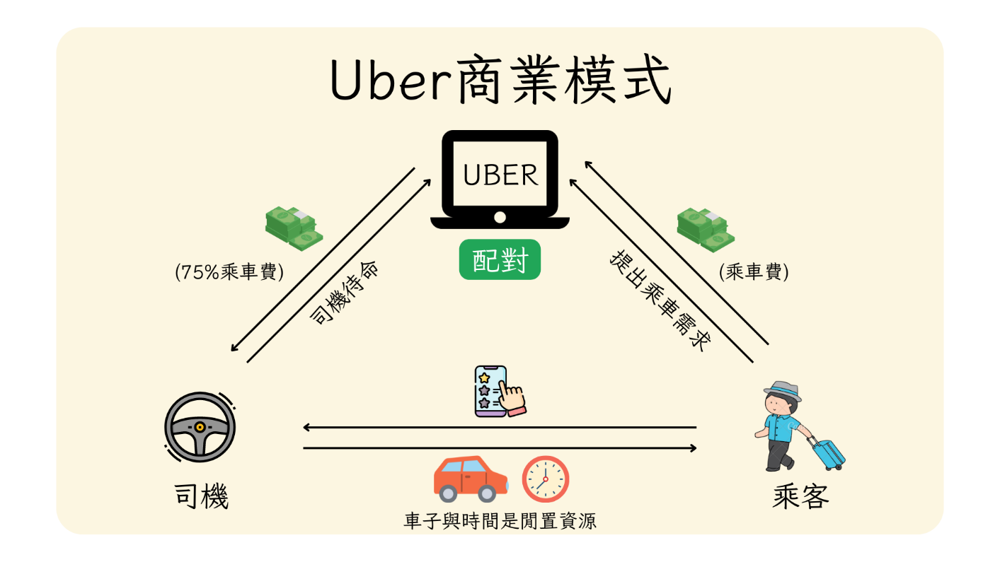 Uber商業模式
UBER
配對
(75%乘車費)
司機待命
提出乘車需求
(乘車費)
司機
乘客
車子與時間是閒置資源